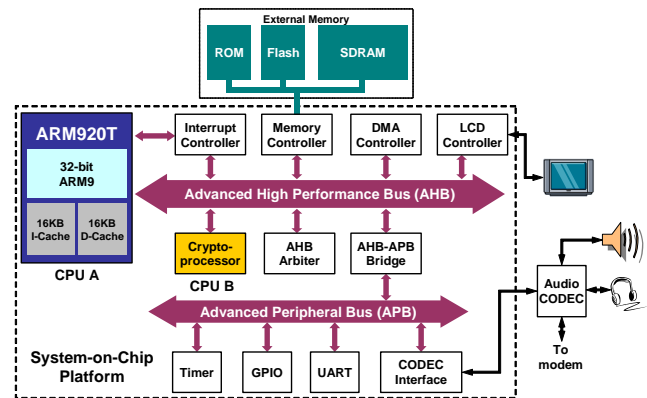 External Memory
ROM
Flash
SDRAM
ARM920T
32-bit
ARM9
16KB
I-Cache
16KB
D-Cache
CPU A
Interrupt
Controller
Memory
Controller
DMA
Controller
LCD
Controller
Advanced High Performance Bus (AHB)
Crypto-
processor
CPU B
AHB
Arbiter
AHB-APB
Bridge
Advanced Peripheral Bus (APB)
System-on-Chip
Platform
Timer
GPIO
UART
CODEC
Interface
Audio
CODEC
To
modem